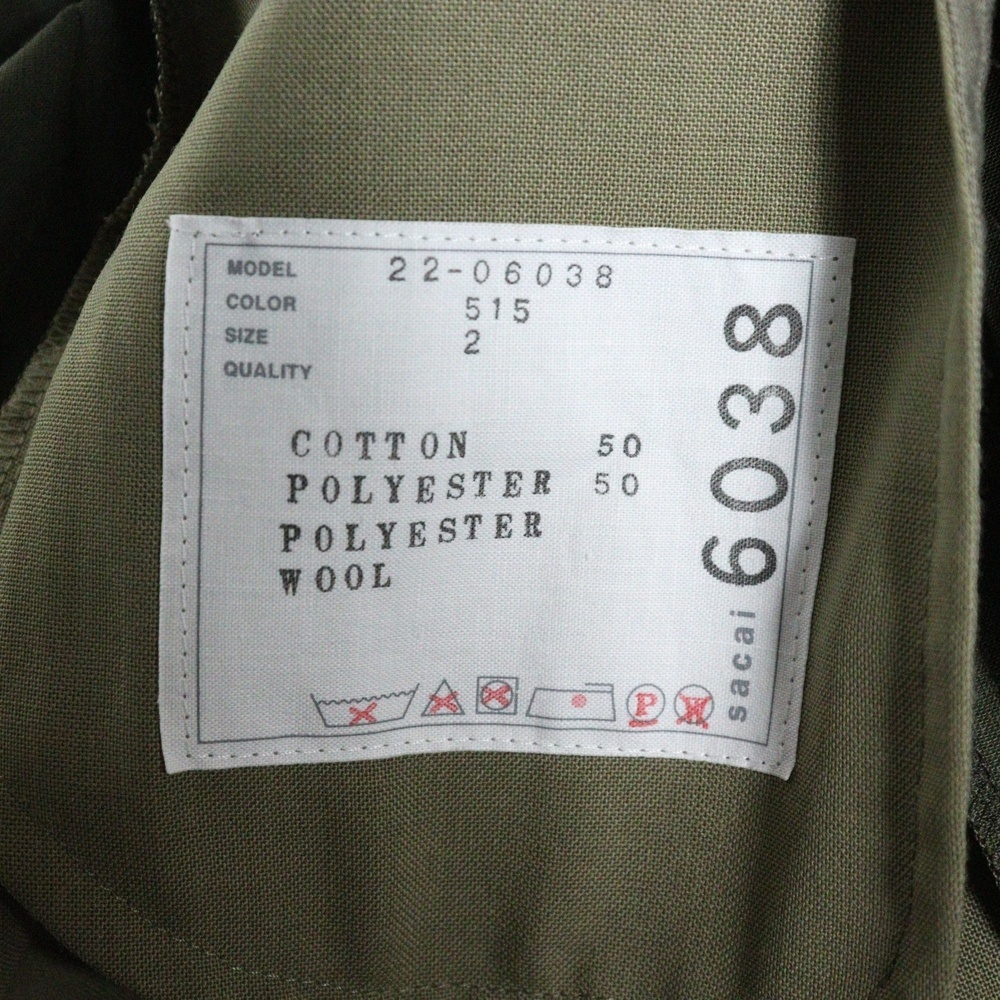 MODEL 22-06038
COLOR 515
SIZE 2
QUALITY
COTTON 50
POLYESTER 50
POLYESTER
WOOL
P W
sacai 6038